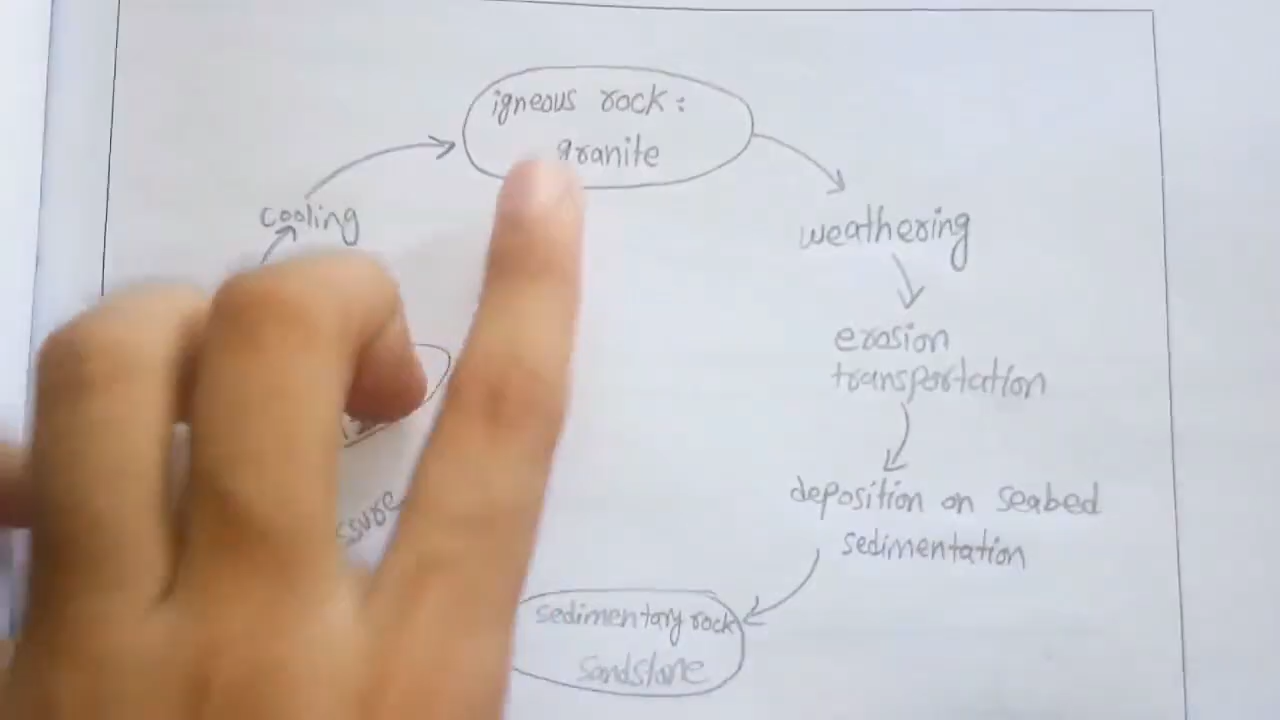 igneous rock:
granite
cooling
weathering
erosion
transportation
deposition on seabed
sedimentation
sedimentary rock
sandstone